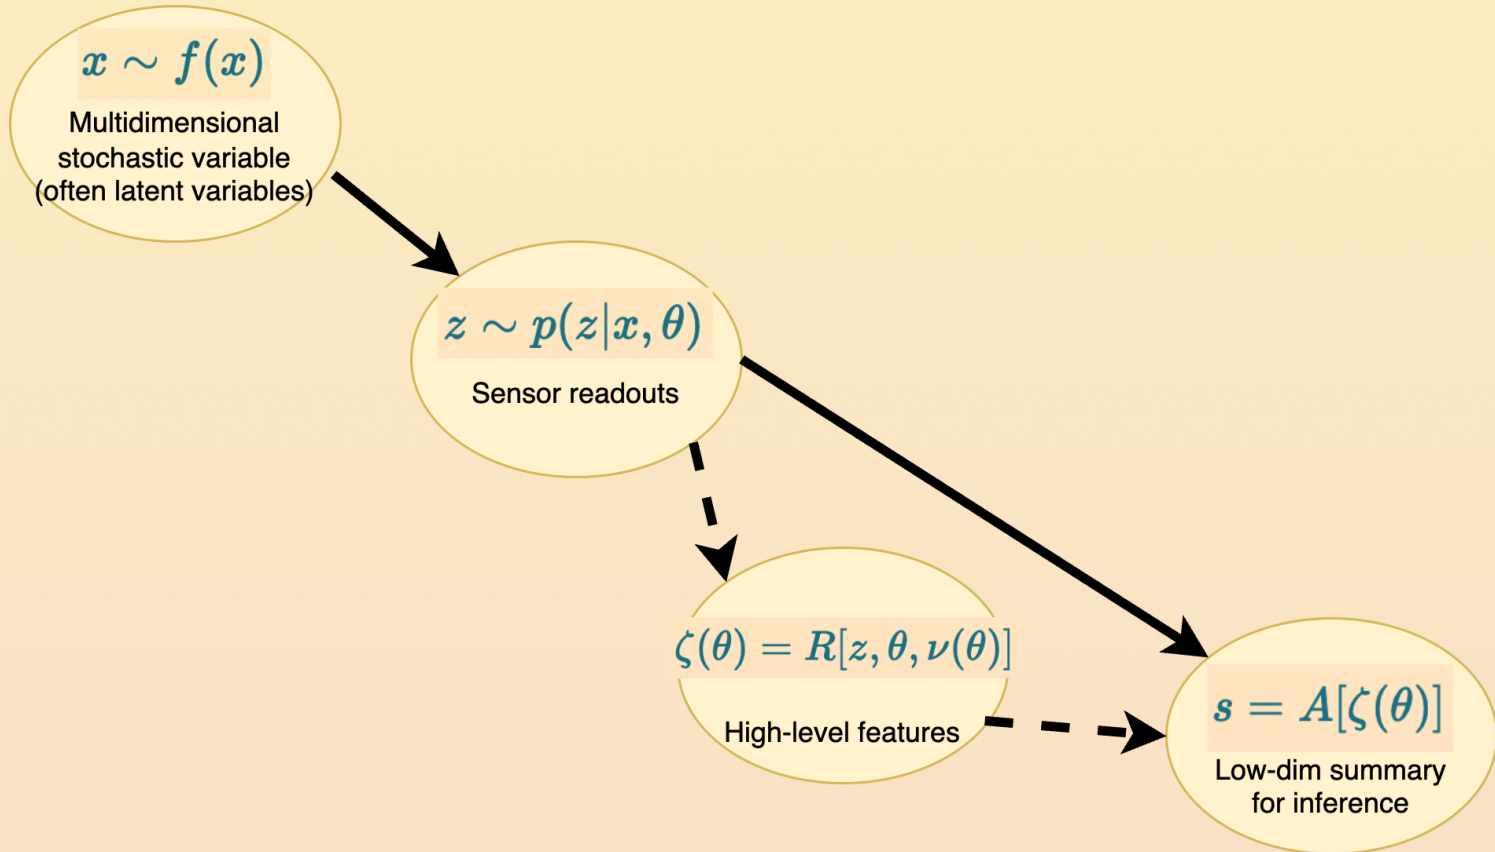 x ∼ f(x)
Multidimensional
stochastic variable
(often latent variables)
z ∼ p(z|x, θ)
Sensor readouts
ζ(θ) = R[z, θ, ν(θ)]
High-level features
s = A[ζ(θ)]
Low-dim summary
for inference